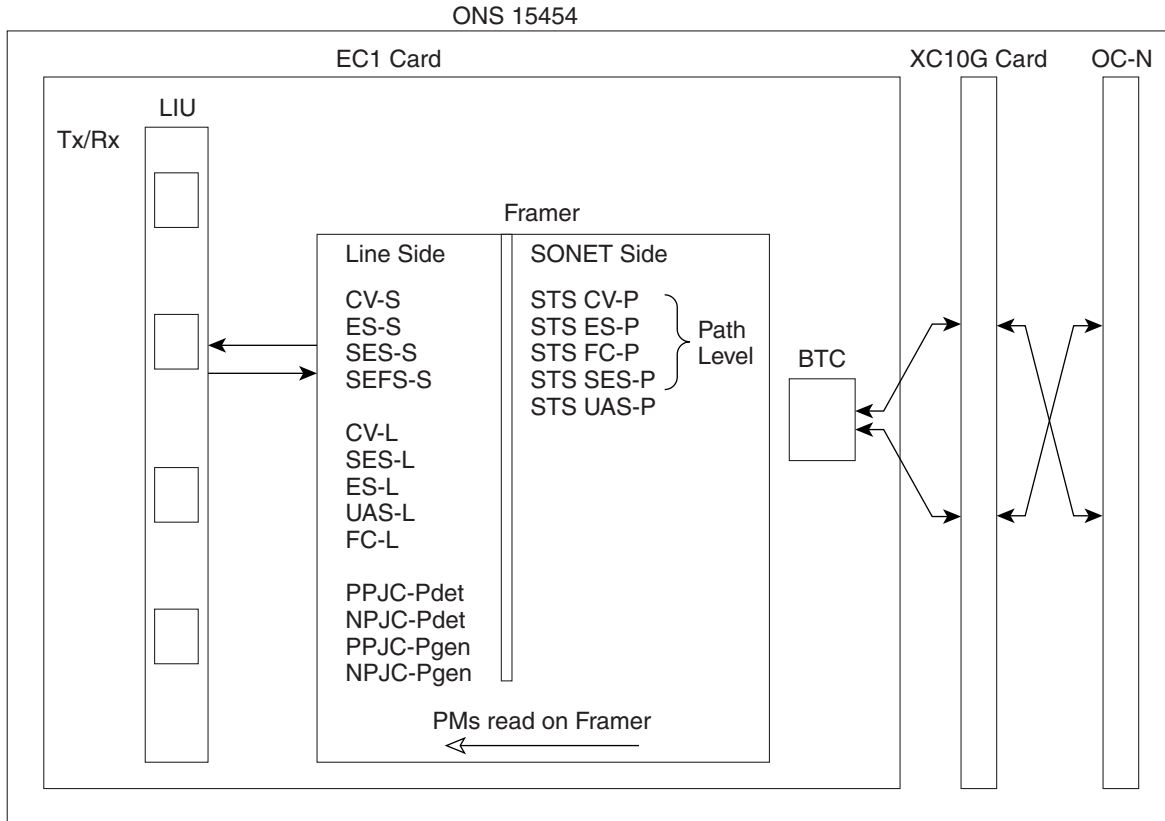 ONS 15454
EC1 Card
XC10G Card
OC-N
LIU
Tx/Rx
Framer
Line Side
SONET Side
CV-S
ES-S
SES-S
SEFS-S
CV-L
SES-L
ES-L
UAS-L
FC-L
PPJC-Pdet
NPJC-Pdet
PPJC-Pgen
NPJC-Pgen
STS CV-P
STS ES-P
STS FC-P
STS SES-P
STS UAS-P
Path
Level
BTC
PMs read on Framer